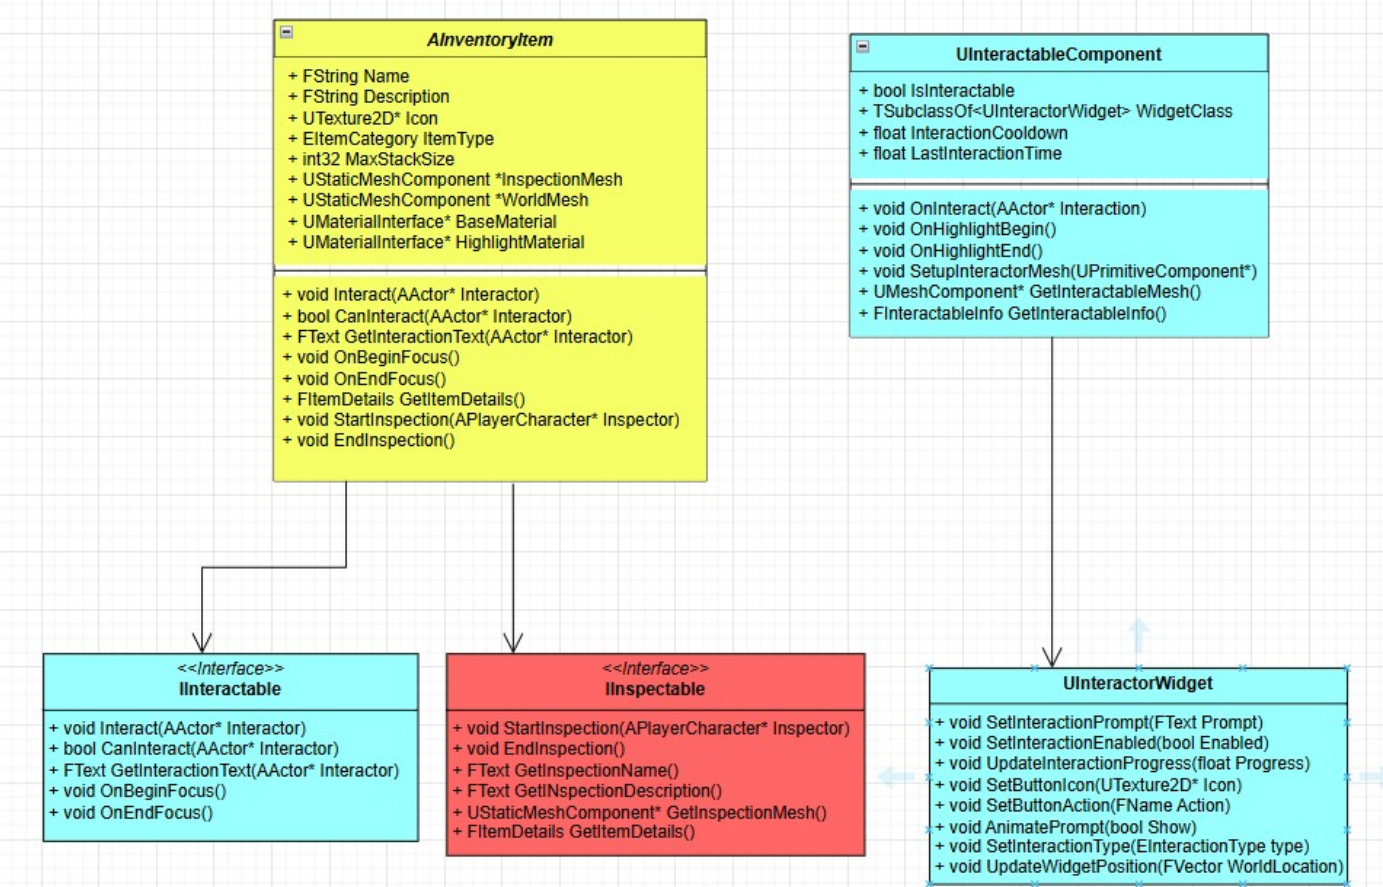 AInventoryItem
+ FString Name
+ FString Description
+ UTexture2D* Icon
+ EItemCategory ItemType
+ int32 MaxStackSize
+ UStaticMeshComponent *InspectionMesh
+ UStaticMeshComponent *WorldMesh
+ UMaterialInterface* BaseMaterial
+ UMaterialInterface* HighlightMaterial
+ void Interact(AActor* Interactor)
+ bool CanInteract(AActor* Interactor)
+ FText GetInteractionText(AActor* Interactor)
+ void OnBeginFocus()
+ void OnEndFocus()
+ FItemDetails GetItemDetails()
+ void StartInspection(APlayerCharacter* Inspector)
+ void EndInspection()
UInteractableComponent
+ bool IsInteractable
+ TSubclassOf<UInteractorWidget> WidgetClass
+ float InteractionCooldown
+ float LastInteractionTime
+ void OnInteract(AActor* Interaction)
+ void OnHighlightBegin()
+ void OnHighlightEnd()
+ void SetupInteractorMesh(UPrimitiveComponent*)
+ UMeshComponent* GetInteractableMesh()
+ FInteractableInfo GetInteractableInfo()
<<Interface>>
IInteractable
+ void Interact(AActor* Interactor)
+ bool CanInteract(AActor* Interactor)
+ FText GetInteractionText(AActor* Interactor)
+ void OnBeginFocus()
+ void OnEndFocus()
<<Interface>>
IInspectable
+ void StartInspection(APlayerCharacter* Inspector)
+ void EndInspection()
+ FText GetInspectionName()
+ FText GetINspectionDescription()
+ UStaticMeshComponent* GetInspectionMesh()
+ FItemDetails GetItemDetails()
UInteractorWidget
+ void SetInteractionPrompt(FText Prompt)
+ void SetInteractionEnabled(bool Enabled)
+ void UpdateInteractionProgress(float Progress)
+ void SetButtonIcon(UTexture2D* Icon)
+ void SetButtonAction(FName Action)
+ void AnimatePrompt(bool Show)
+ void SetInteractionType(EInteractionType type)
+ void UpdateWidgetPosition(FVector WorldLocation)